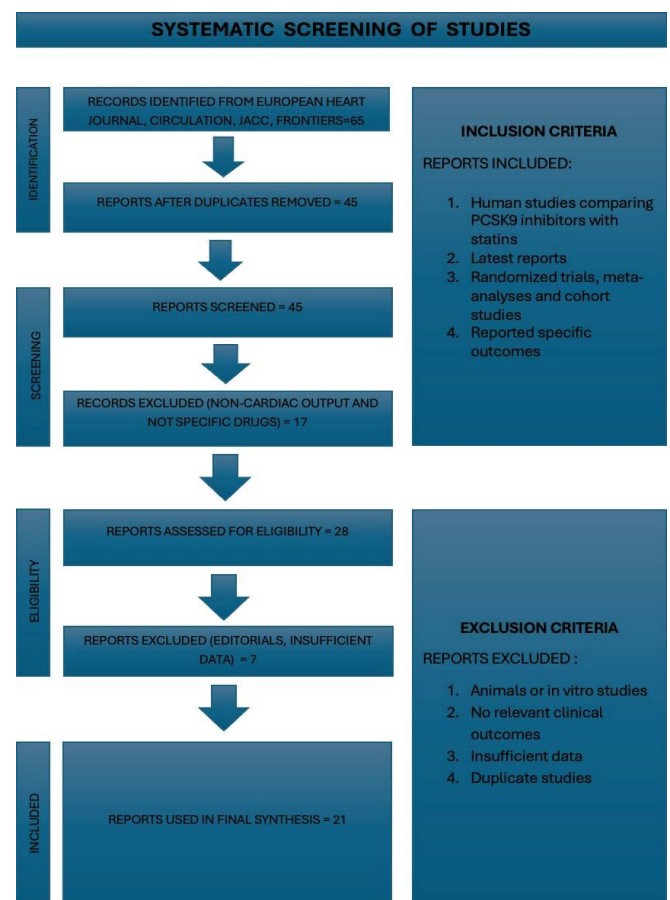 SYSTEMATIC SCREENING OF STUDIES
IDENTIFICATION
RECORDS IDENTIFIED FROM EUROPEAN HEART
JOURNAL, CIRCULATION, JACC, FRONTIERS=65
REPORTS AFTER DUPLICATES REMOVED = 45
SCREENING
REPORTS SCREENED = 45
RECORDS EXCLUDED (NON-CARDIAC OUTPUT AND
NOT SPECIFIC DRUGS) = 17
ELIGIBILITY
REPORTS ASSESSED FOR ELIGIBILITY = 28
REPORTS EXCLUDED (EDITORIALS, INSUFFICIENT
DATA) = 7
INCLUDED
REPORTS USED IN FINAL SYNTHESIS = 21
INCLUSION CRITERIA
REPORTS INCLUDED:
1. Human studies comparing
PCSK9 inhibitors with
statins
2. Latest reports
3. Randomized trials, meta-
analyses and cohort
studies
4. Reported specific
outcomes
EXCLUSION CRITERIA
REPORTS EXCLUDED :
1. Animals or in vitro studies
2. No relevant clinical
outcomes
3. Insufficient data
4. Duplicate studies